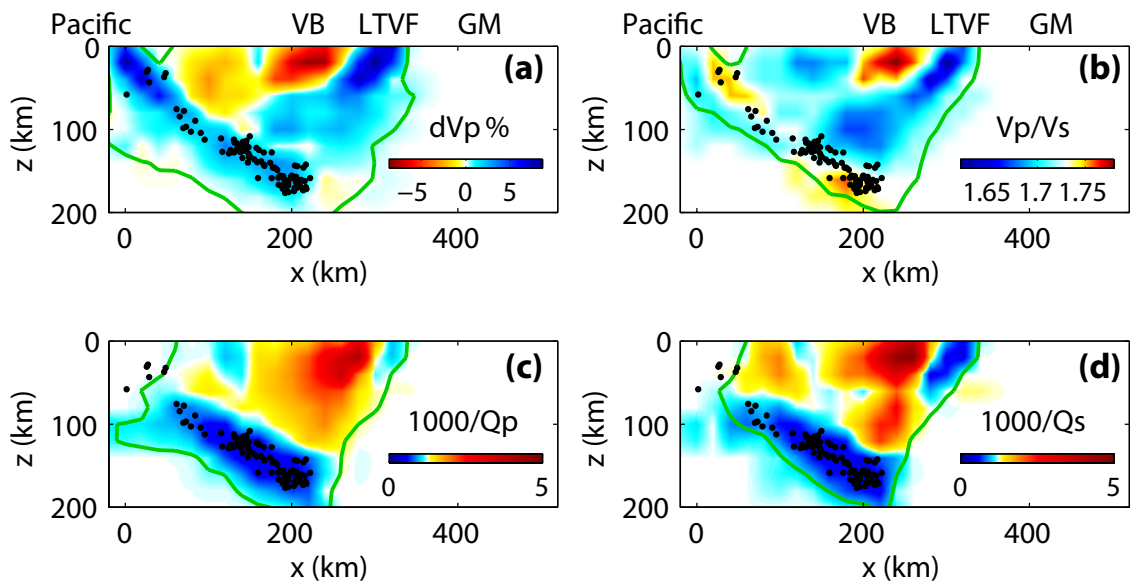 Pacific VB LTVF GM
0
100
200
z (km)
(a)
dVp %
−5 0 5
0 200 400
x (km)
Pacific VB LTVF GM
0
100
200
z (km)
(b)
Vp/Vs
1.65 1.7 1.75
0 200 400
x (km)
0
100
200
z (km)
(c)
1000/Qp
0 5
0 200 400
x (km)
0
100
200
z (km)
(d)
1000/Qs
0 5
0 200 400
x (km)